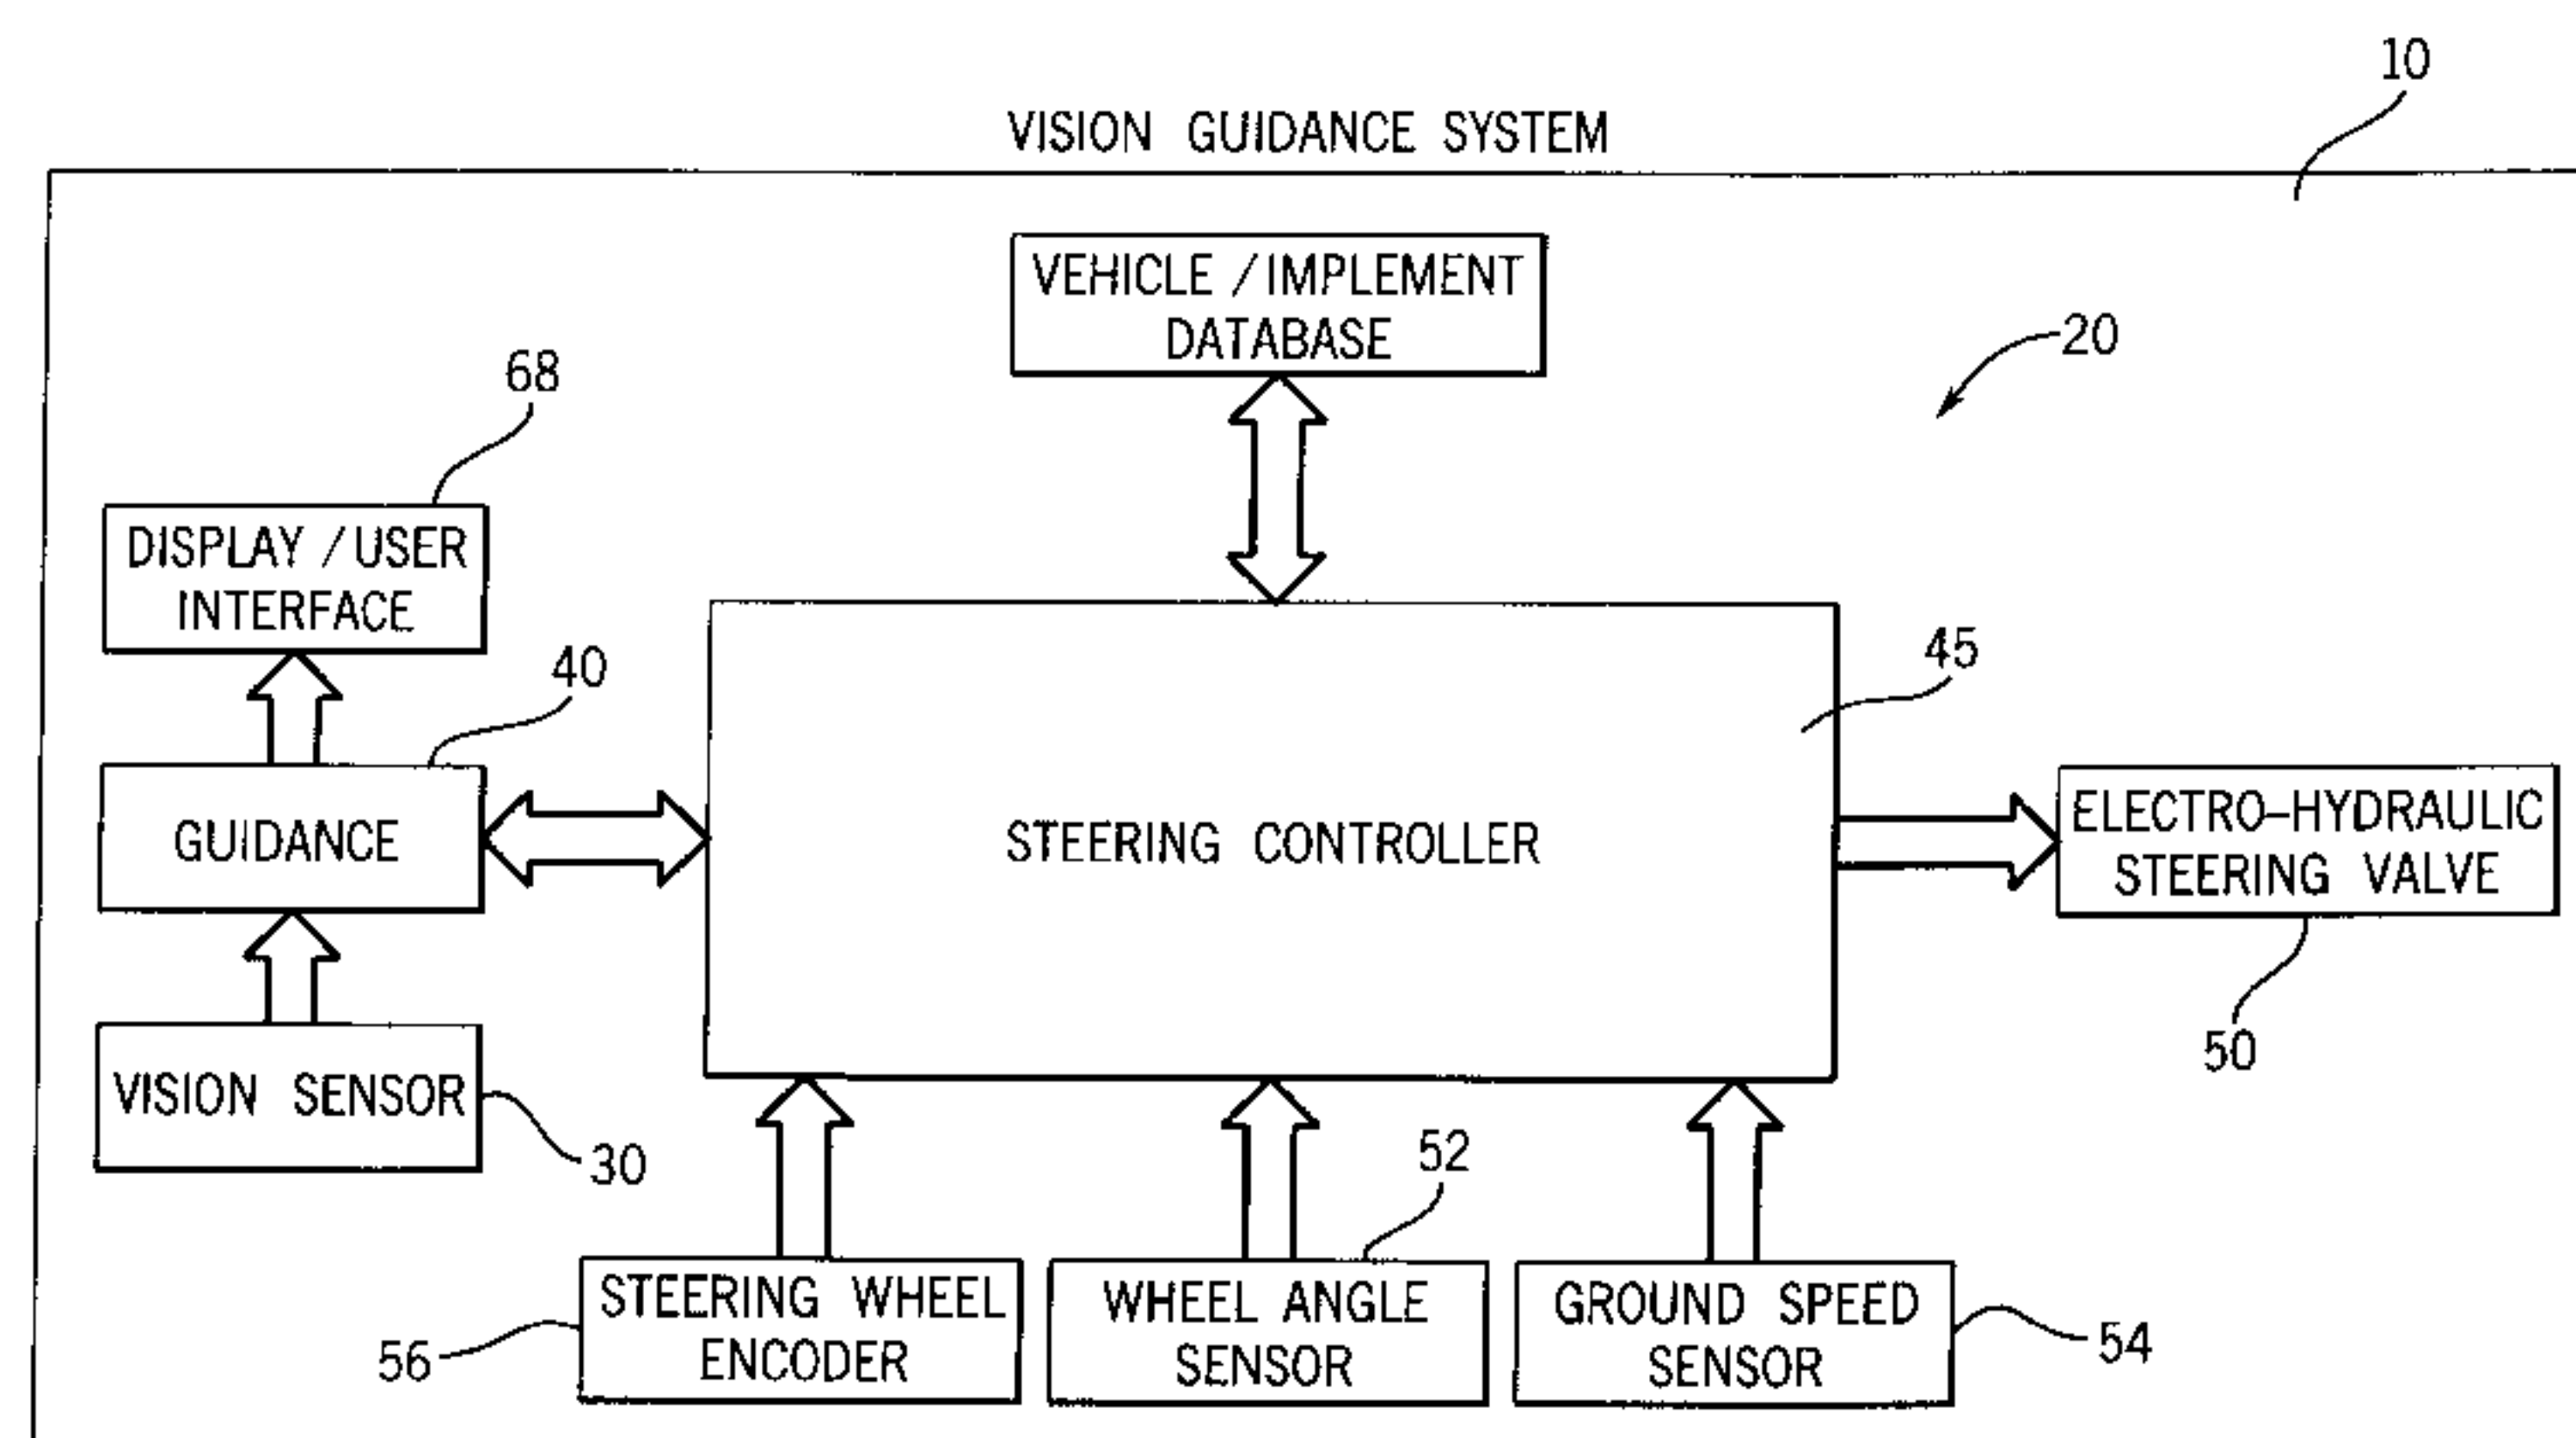 10
VISION GUIDANCE SYSTEM
VEHICLE / IMPLEMENT
DATABASE
20
68
DISPLAY / USER
INTERFACE
40
45
GUIDANCE
STEERING CONTROLLER
ELECTRO-HYDRAULIC
STEERING VALVE
50
VISION SENSOR
30
52
STEERING WHEEL
ENCODER
56
WHEEL ANGLE
SENSOR
GROUND SPEED
SENSOR
54